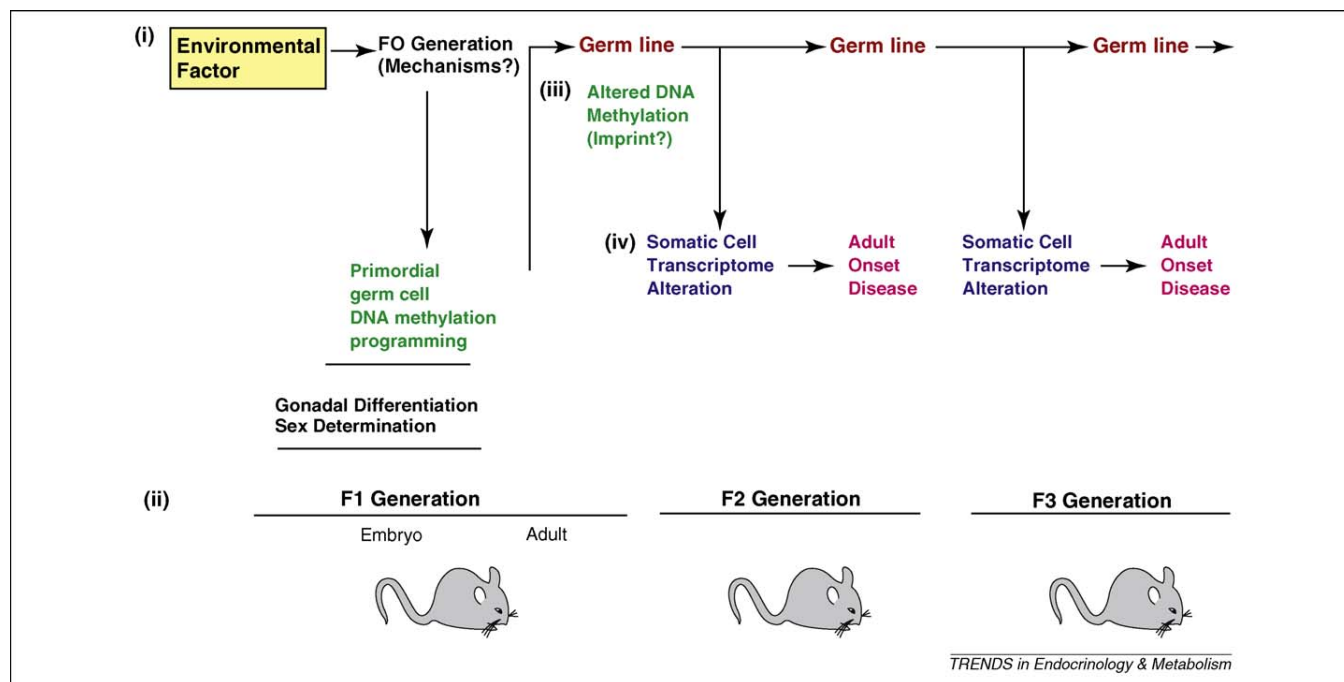 (i)
Environmental
Factor
FO Generation
(Mechanisms?)
Germ line
Germ line
Germ line
(iii)
Altered DNA
Methylation
(Imprint?)
Primordial
germ cell
DNA methylation
programming
(iv)
Somatic Cell
Transcriptome
Alteration
Adult
Onset
Disease
Somatic Cell
Transcriptome
Alteration
Adult
Onset
Disease
Gonadal Differentiation
Sex Determination
(ii)
F1 Generation
F2 Generation
F3 Generation
Embryo
Adult
TRENDS in Endocrinology & Metabolism